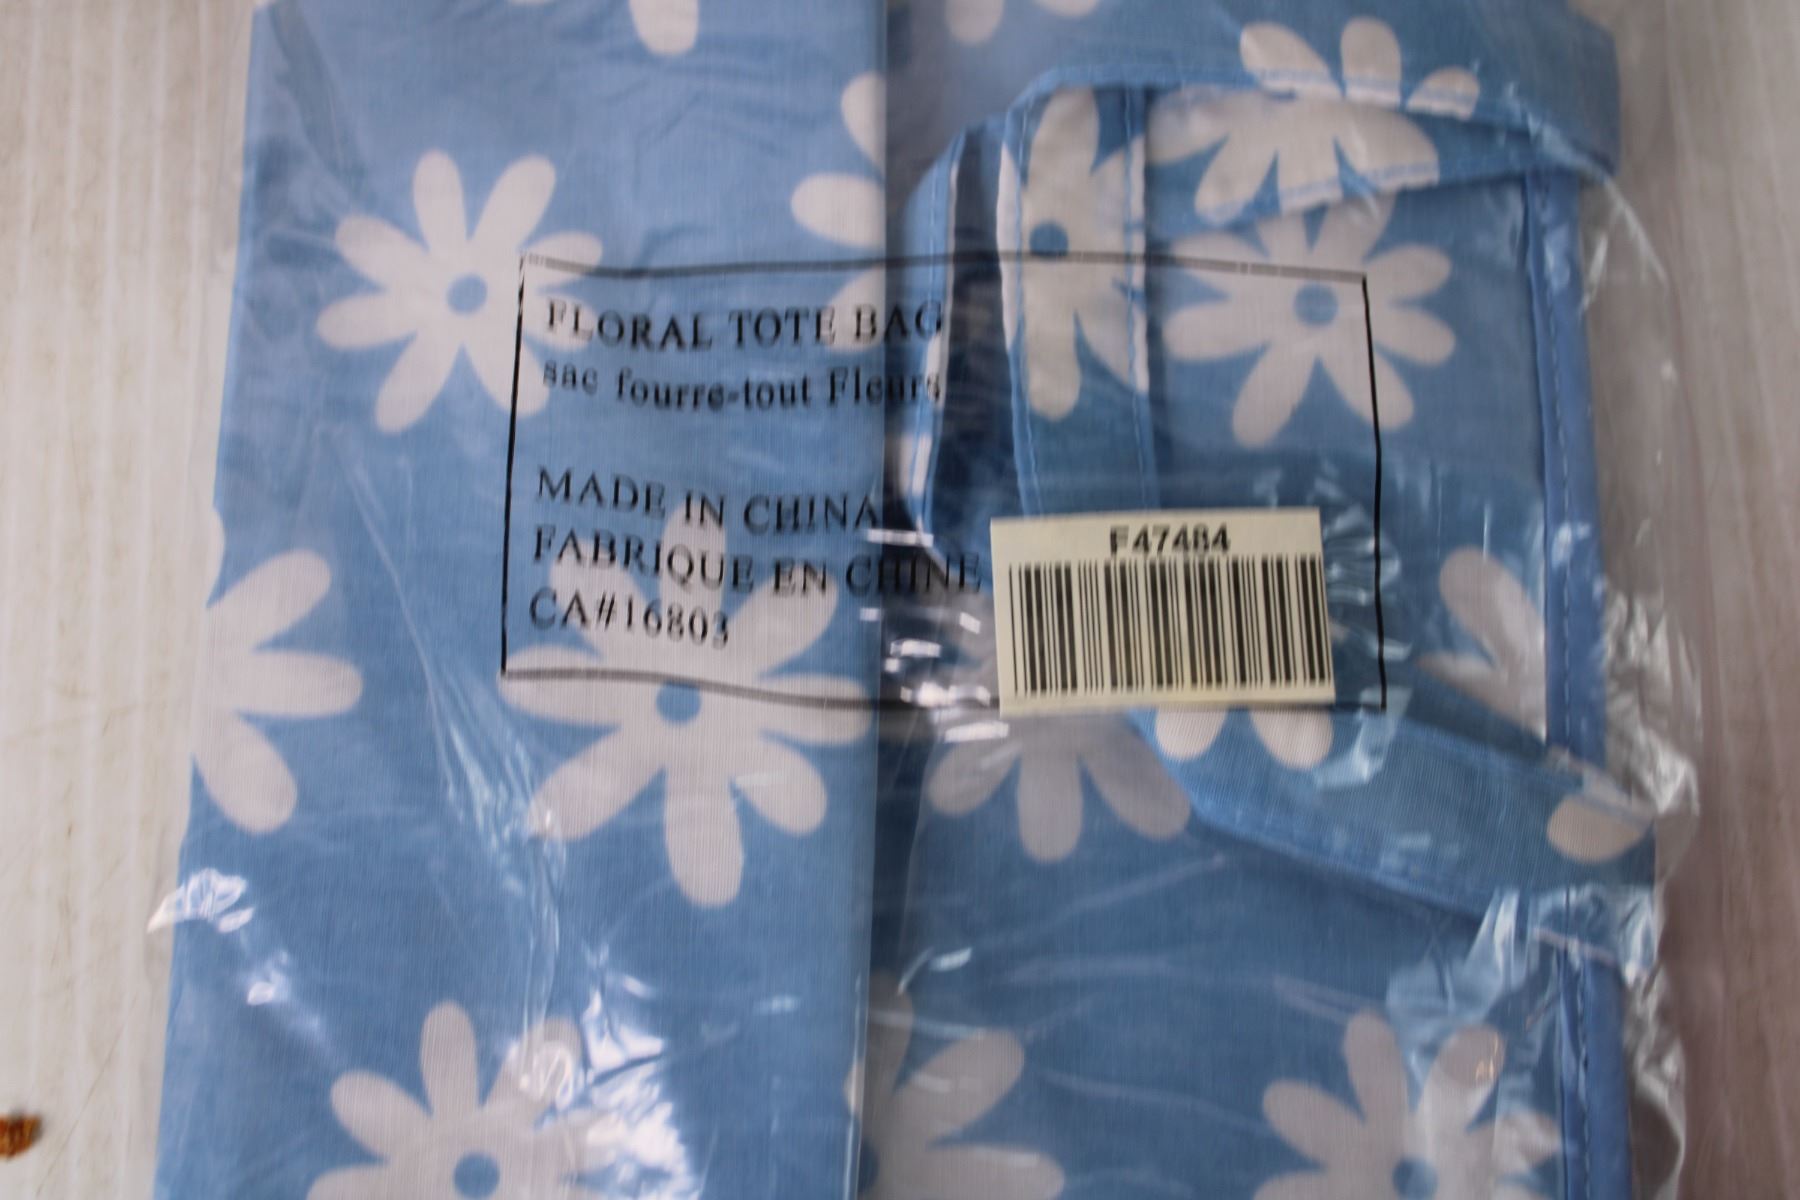 FLORAL TOTE BAG
sac fourre-tout Fleurs
MADE IN CHINA
FABRIQUE EN CHINE
CA#16803
F47484